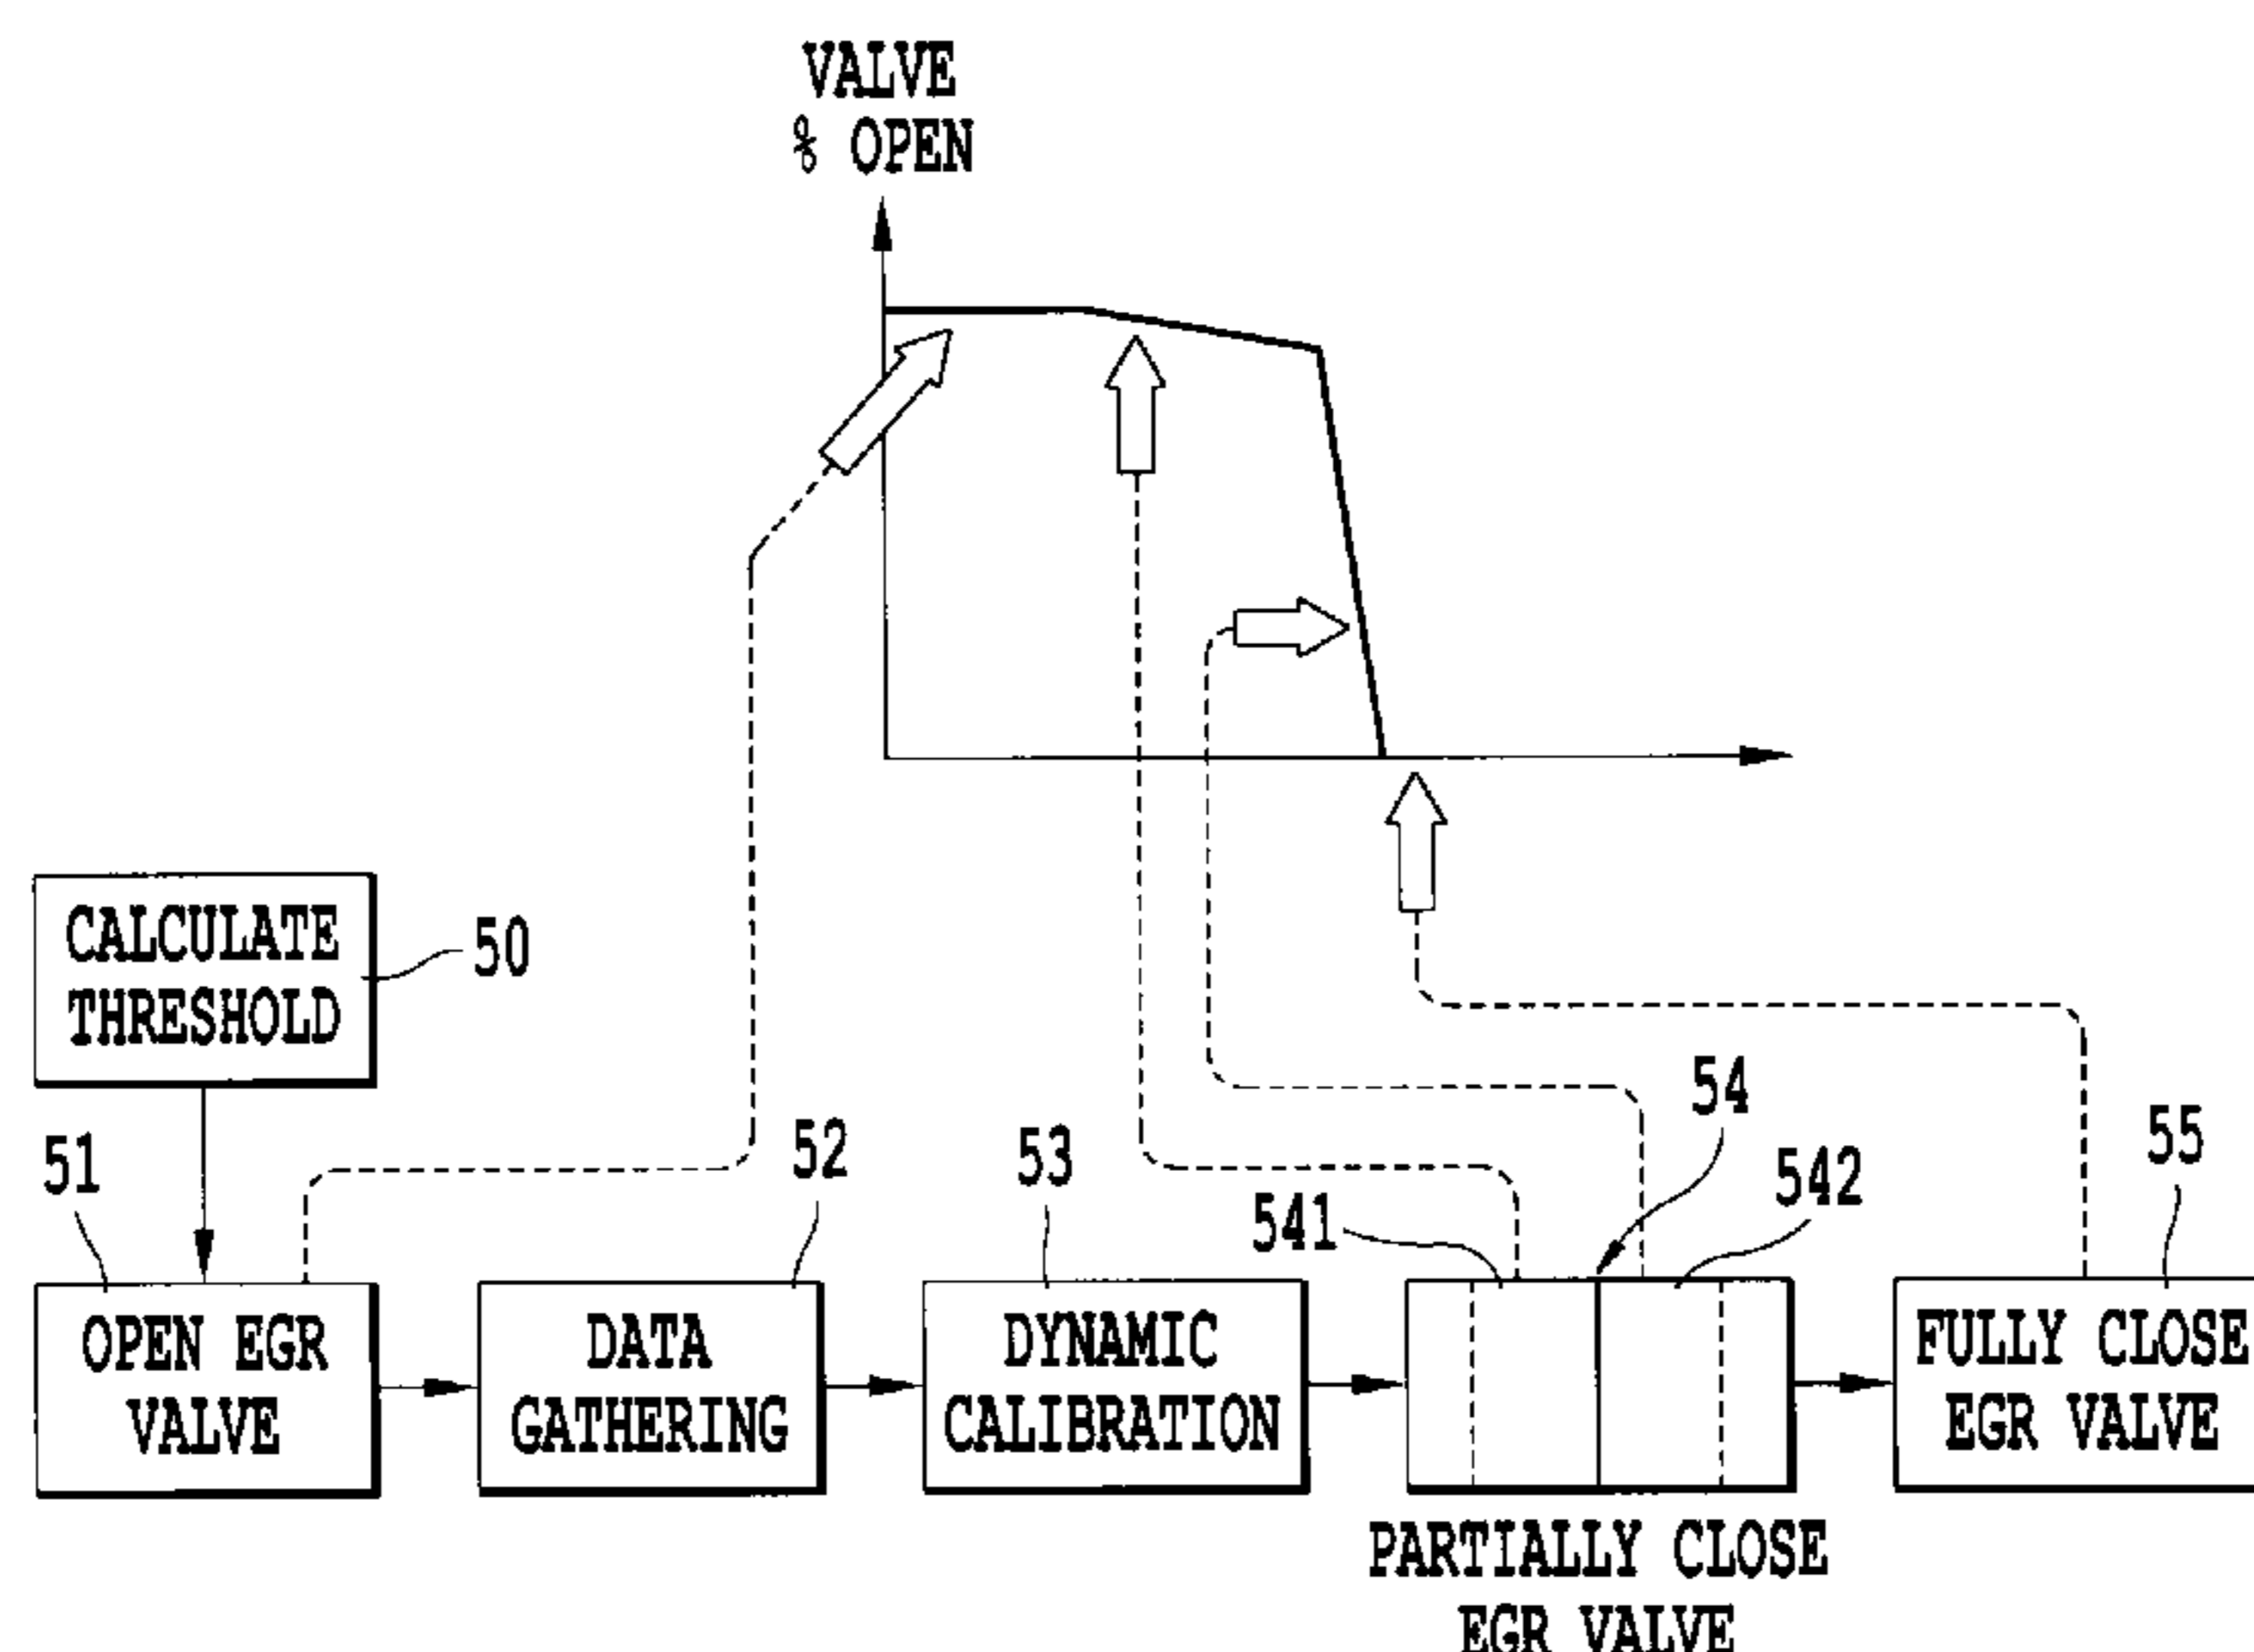 VALVE
% OPEN
CALCULATE
THRESHOLD
50
51
52
53
54
541
542
55
OPEN EGR
VALVE
DATA
GATHERING
DYNAMIC
CALIBRATION
FULLY CLOSE
EGR VALVE
PARTIALLY CLOSE
EGR VALVE